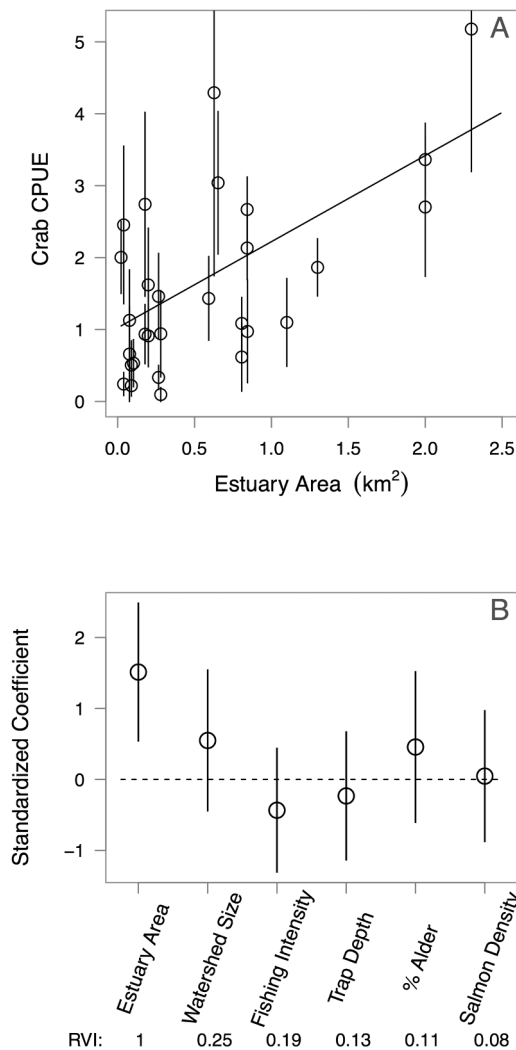 A
5
4
3
2
1
0
Crab CPUE
0.0 0.5 1.0 1.5 2.0 2.5
Estuary Area (km²)
B
2
1
0
−1
Standardized Coefficient
Estuary Area
Watershed Size
Fishing Intensity
Trap Depth
% Alder
Salmon Density
RVI: 1 0.25 0.19 0.13 0.11 0.08